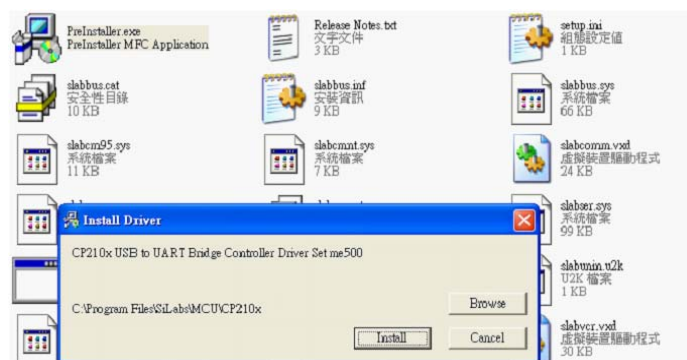 PreInstaller.exe
PreInstaller MFC Application
Release Notes.txt
文字文件
3 KB
setup.ini
組態設定值
1 KB
slabbus.cat
安全性目錄
10 KB
slabbus.inf
安裝資訊
9 KB
slabbus.sys
系統檔案
66 KB
slabcm95.sys
系統檔案
11 KB
slabcmnt.sys
系統檔案
7 KB
slabcomm.vxd
虛擬裝置驅動程式
24 KB
slabser.sys
系統檔案
99 KB
Install Driver
CP210x USB to UART Bridge Controller Driver Set me500
slabunin.u2k
U2K 檔案
1 KB
C:\Program Files\SiLabs\MCU\CP210x
Browse
Install
Cancel
slabvcr.vxd
虛擬裝置驅動程式
30 KB